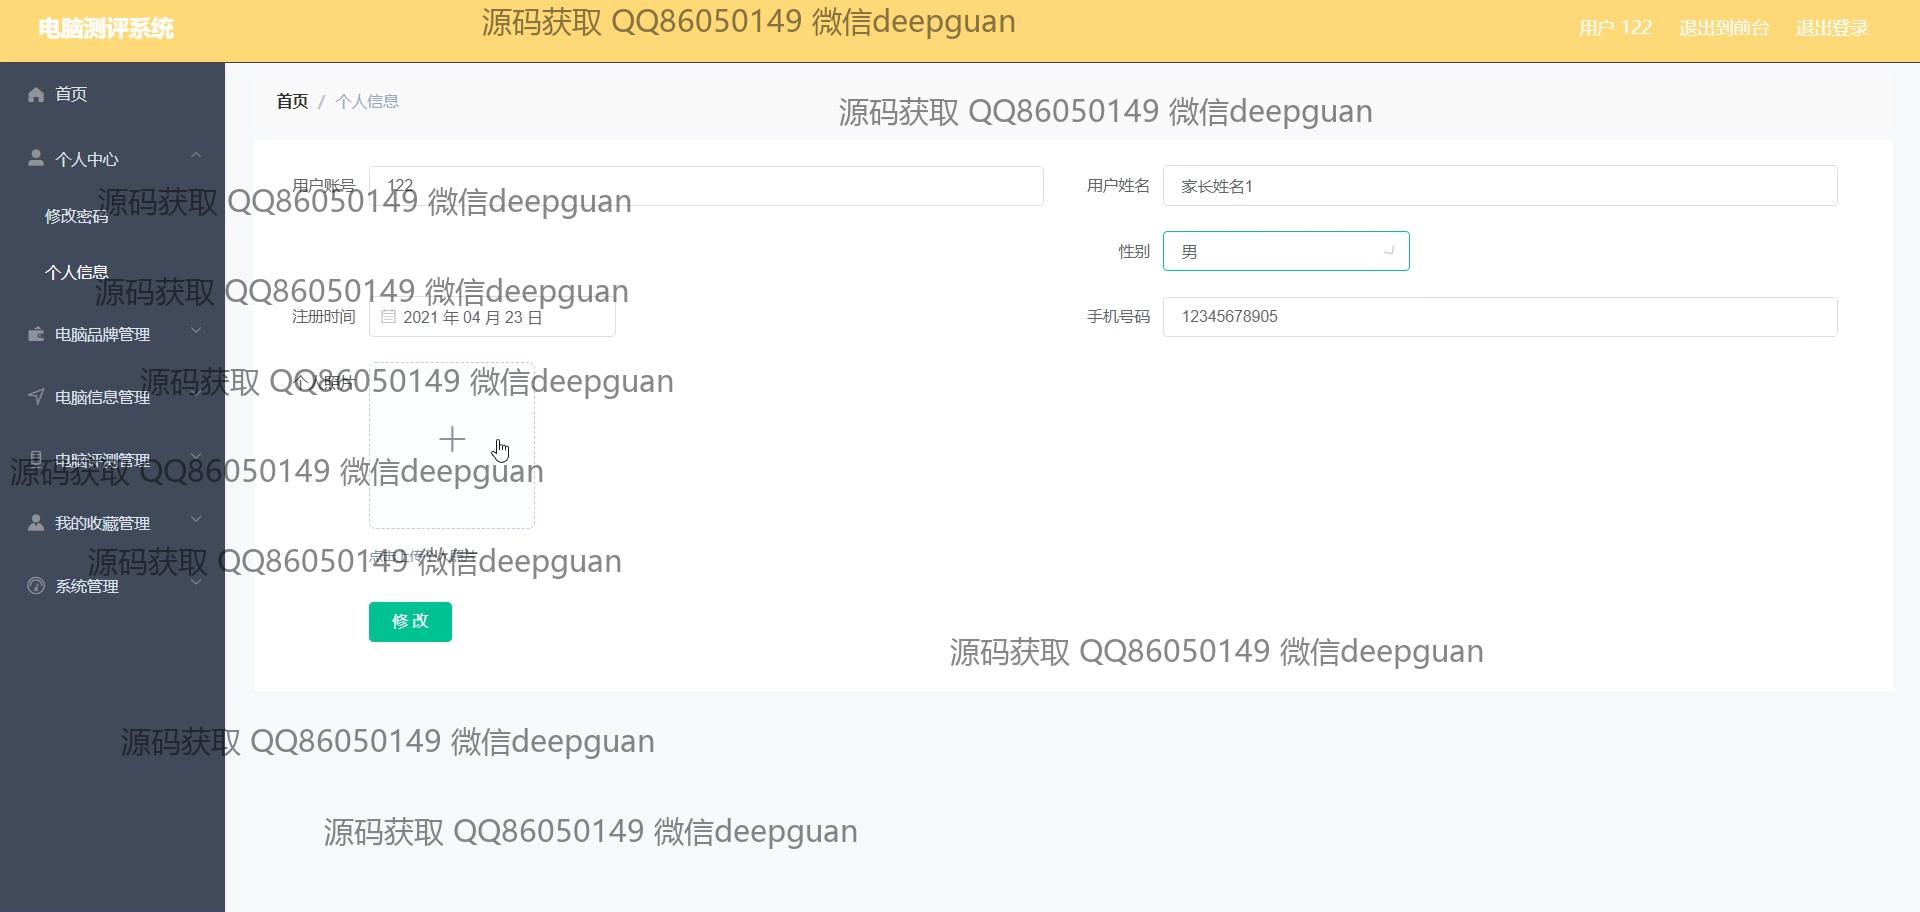 电脑测评系统
源码获取 QQ86050149 微信deepguan
用户 122 退出到前台 退出登录
首页
首页 / 个人信息
源码获取 QQ86050149 微信deepguan
个人中心
用户账号 122
用户姓名 家长姓名1
源码获取 QQ86050149 微信deepguan
修改密码
性别 男
个人信息
源码获取 QQ86050149 微信deepguan
注册时间 2021 年 04 月 23 日
手机号码 12345678905
电脑品牌管理
个人照片
源码获取 QQ86050149 微信deepguan
电脑信息管理
电脑评测管理
源码获取 QQ86050149 微信deepguan
我的收藏管理
点击上传个人照片
源码获取 QQ86050149 微信deepguan
系统管理
修改
源码获取 QQ86050149 微信deepguan
源码获取 QQ86050149 微信deepguan
源码获取 QQ86050149 微信deepguan